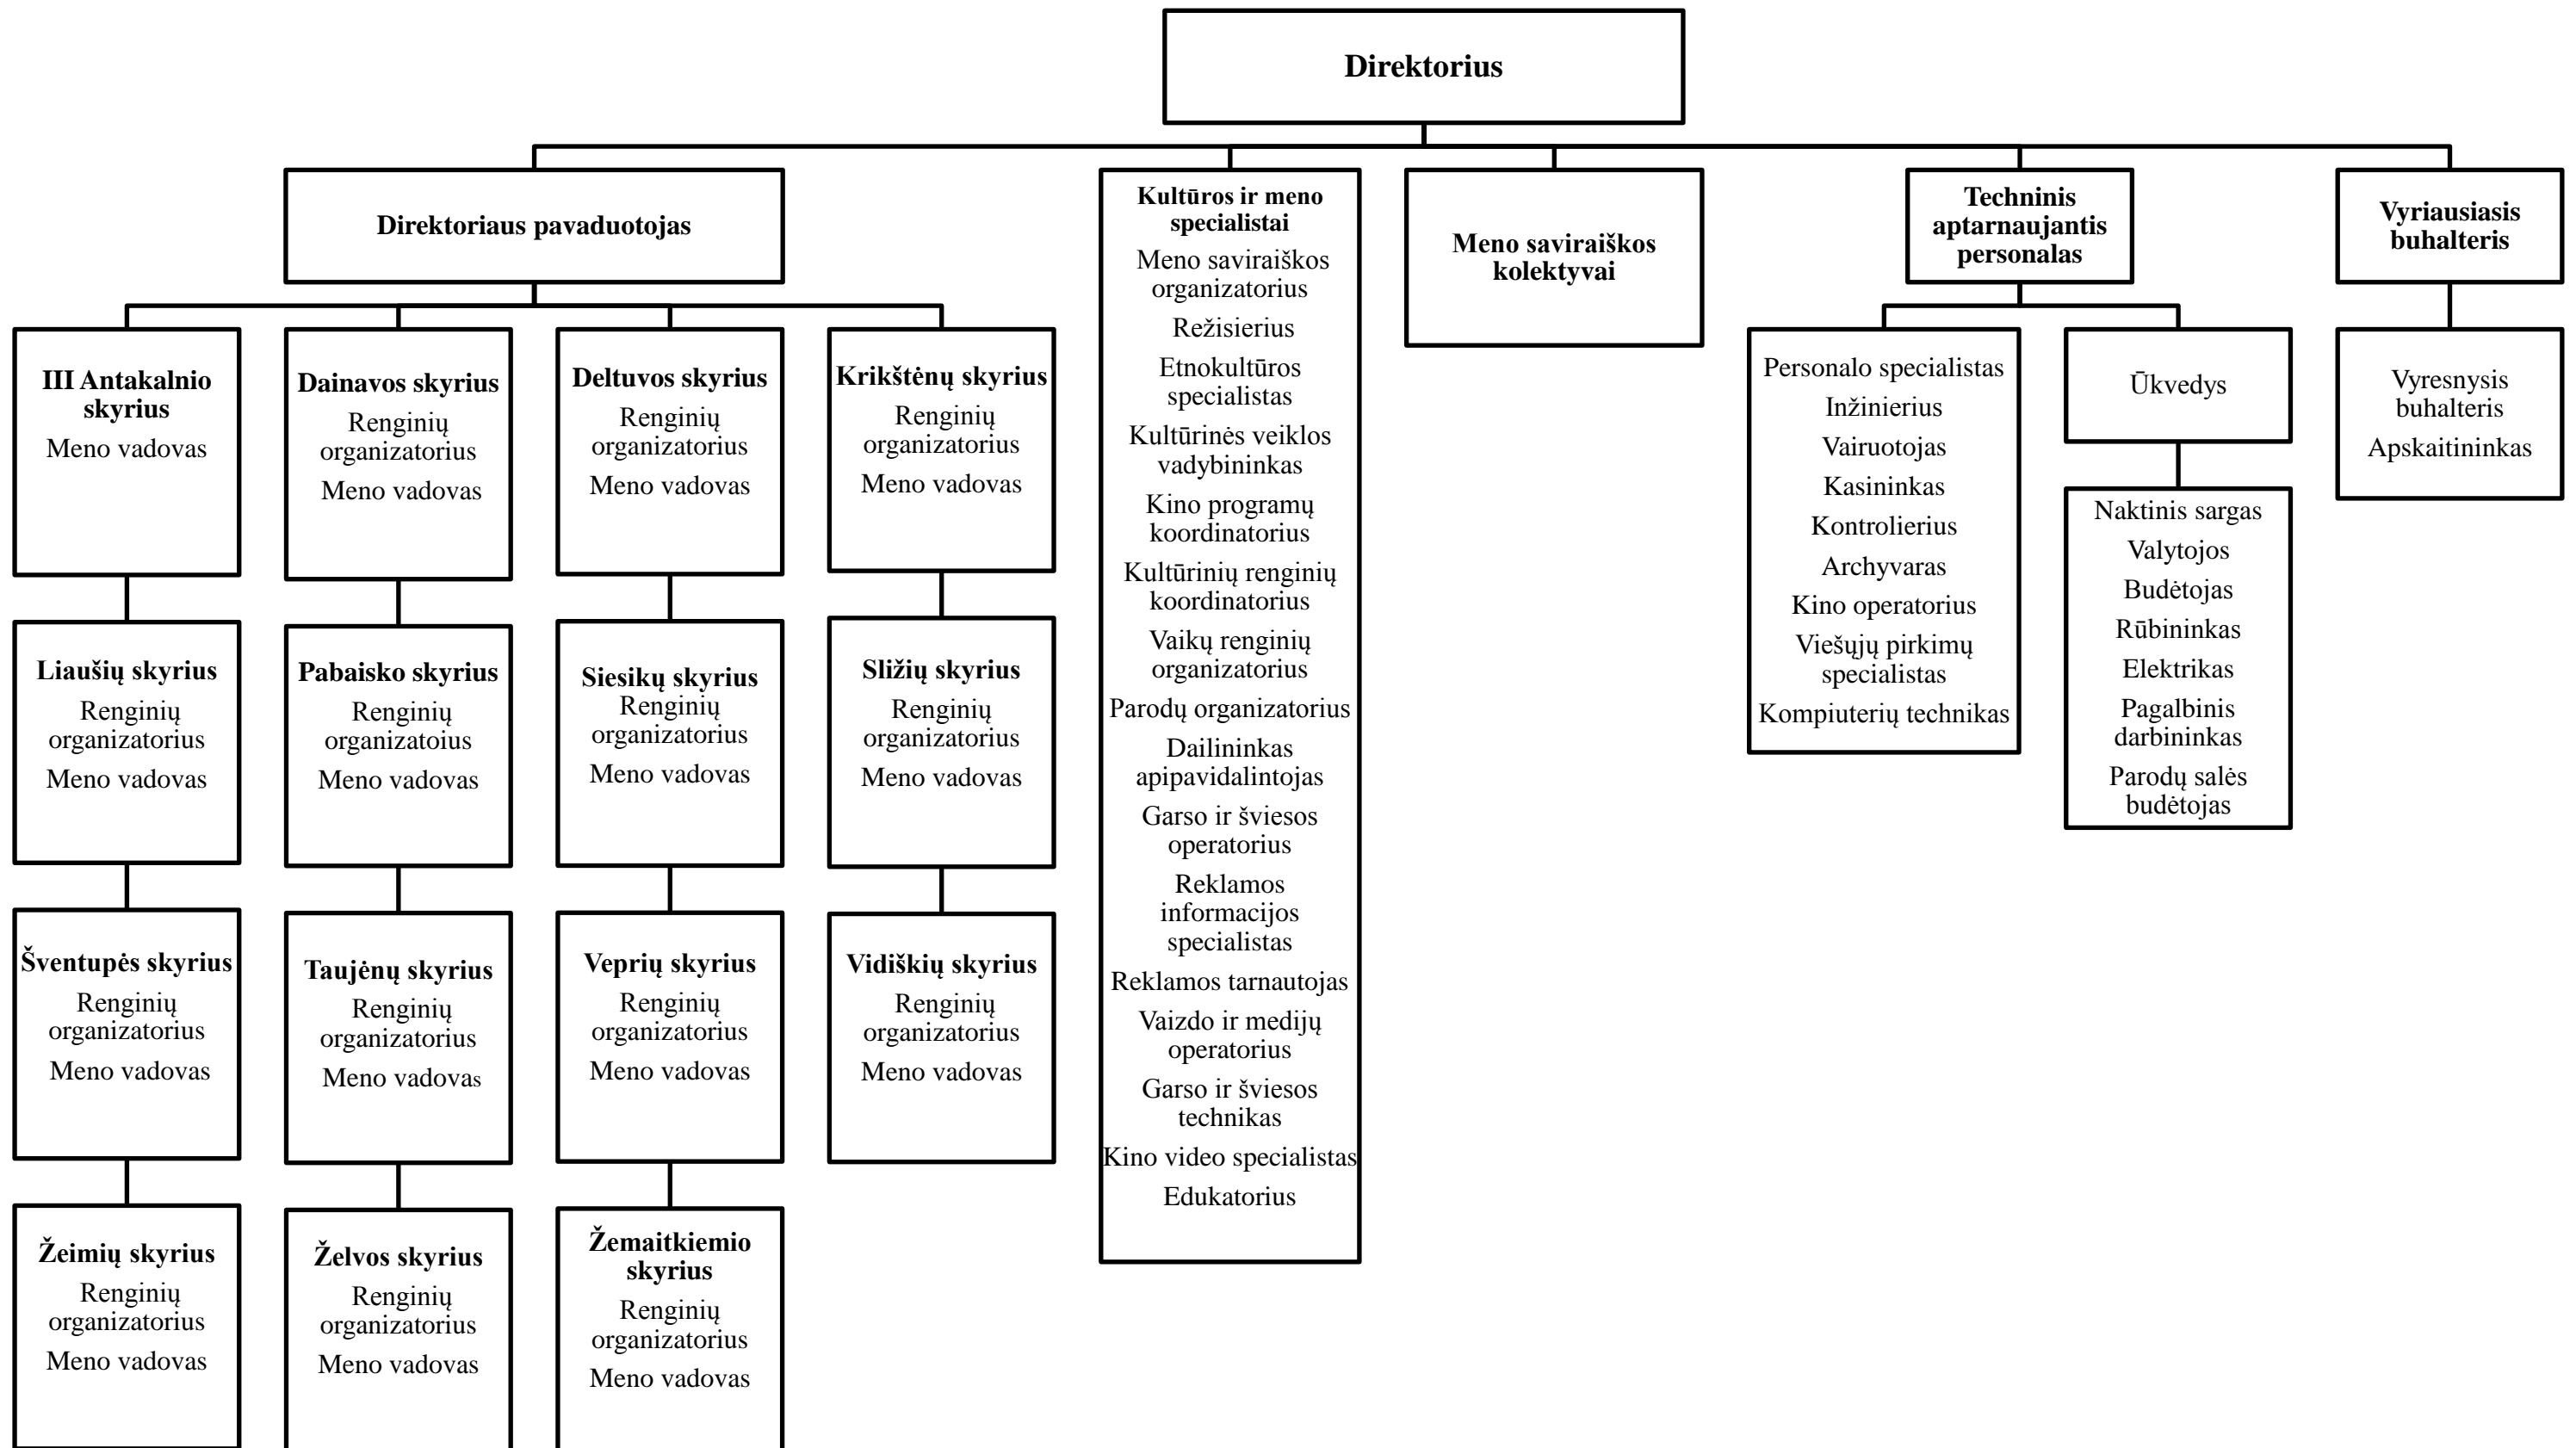 Direktorius
Direktoriaus pavaduotojas
III Antakalnio
skyrius
Meno vadovas
Liaušių skyrius
Renginių
organizatorius
Meno vadovas
Šventupės skyrius
Renginių
organizatorius
Meno vadovas
Žeimių skyrius
Renginių
organizatorius
Meno vadovas
Dainavos skyrius
Renginių
organizatorius
Meno vadovas
Pabaisko skyrius
Renginių
organizatoius
Meno vadovas
Taujėnų skyrius
Renginių
organizatorius
Meno vadovas
Želvos skyrius
Renginių
organizatorius
Meno vadovas
Deltuvos skyrius
Renginių
organizatorius
Meno vadovas
Siesikų skyrius
Renginių
organizatorius
Meno vadovas
Veprių skyrius
Renginių
organizatorius
Meno vadovas
Žemaitkiemio
skyrius
Renginių
organizatorius
Meno vadovas
Krikštėnų skyrius
Renginių
organizatorius
Meno vadovas
Sližių skyrius
Renginių
organizatorius
Meno vadovas
Vidiškių skyrius
Renginių
organizatorius
Meno vadovas
Kultūros ir meno
specialistai
Meno saviraiškos
organizatorius
Režisierius
Etnokultūros
specialistas
Kultūrinės veiklos
vadybininkas
Kino programų
koordinatorius
Kultūrinių renginių
koordinatorius
Vaikų renginių
organizatorius
Parodų organizatorius
Dailininkas
apipavidalintojas
Garso ir šviesos
operatorius
Reklamos
informacijos
specialistas
Reklamos tarnautojas
Vaizdo ir medijų
operatorius
Garso ir šviesos
technikas
Kino video specialistas
Edukatorius
Meno saviraiškos
kolektyvai
Techninis
aptarnaujantis
personalas
Personalo specialistas
Inžinierius
Vairuotojas
Kasininkas
Kontrolierius
Archyvaras
Kino operatorius
Viešųjų pirkimų
specialistas
Kompiuterių technikas
Ūkvedys
Naktinis sargas
Valytojos
Budėtojas
Rūbininkas
Elektrikas
Pagalbinis
darbininkas
Parodų salės
budėtojas
Vyriausiasis
buhalteris
Vyresnysis
buhalteris
Apskaitininkas